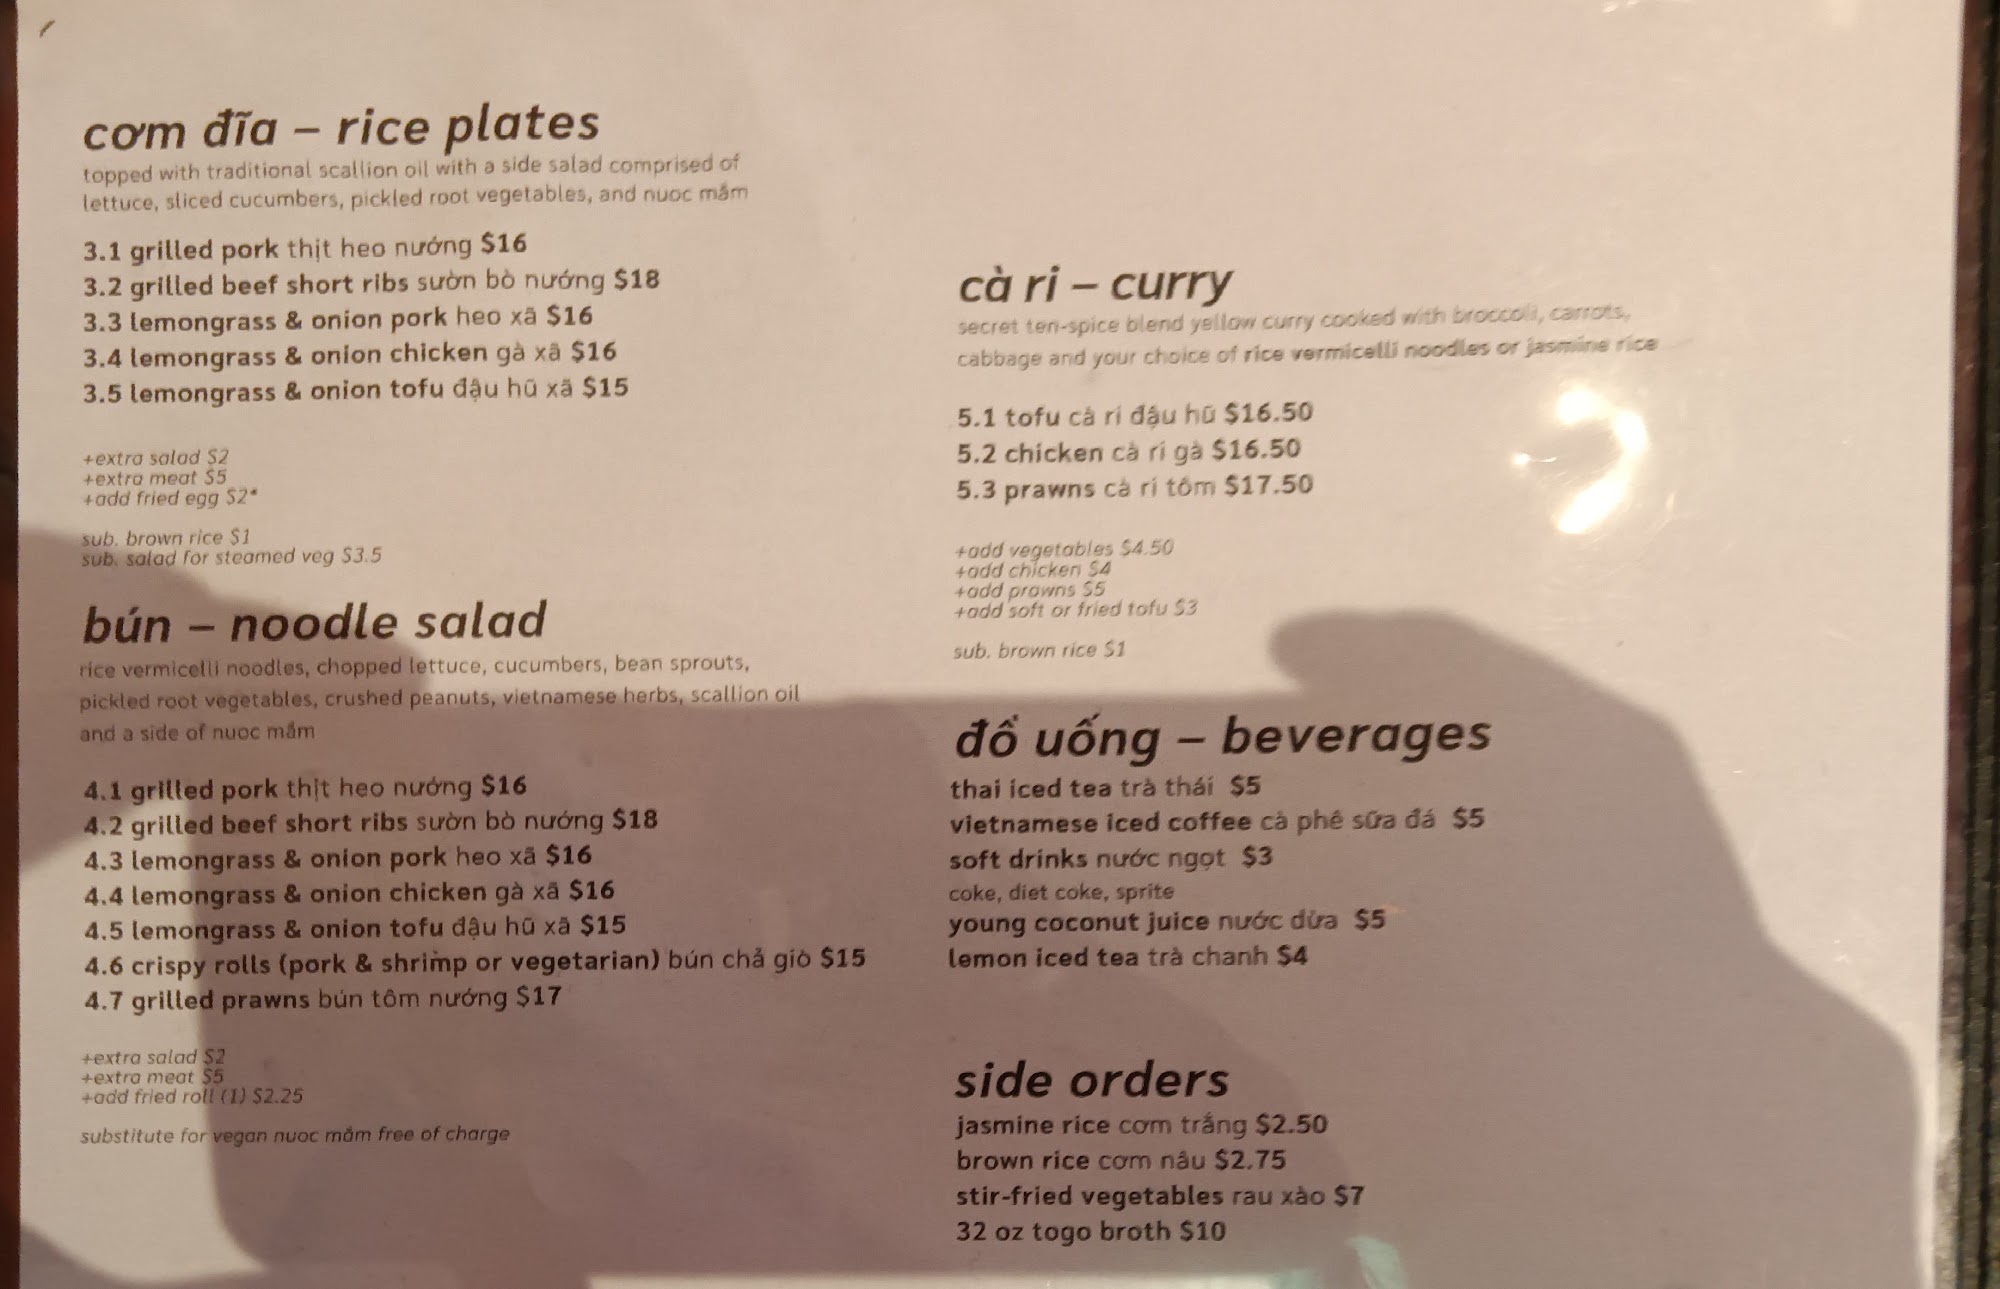 cơm đĩa – rice plates
topped with traditional scallion oil with a side salad comprised of
lettuce, sliced cucumbers, pickled root vegetables, and nuoc mắm
3.1 grilled pork thịt heo nướng $16
3.2 grilled beef short ribs sườn bò nướng $18
3.3 lemongrass & onion pork heo xã $16
3.4 lemongrass & onion chicken gà xã $16
3.5 lemongrass & onion tofu đậu hũ xã $15
+extra salad $2
+extra meat $5
+add fried egg $2*
sub. brown rice $1
sub. salad for steamed veg $3.5
bún – noodle salad
rice vermicelli noodles, chopped lettuce, cucumbers, bean sprouts,
pickled root vegetables, crushed peanuts, vietnamese herbs, scallion oil
and a side of nuoc mắm
4.1 grilled pork thịt heo nướng $16
4.2 grilled beef short ribs sườn bò nướng $18
4.3 lemongrass & onion pork heo xã $16
4.4 lemongrass & onion chicken gà xã $16
4.5 lemongrass & onion tofu đậu hũ xã $15
4.6 crispy rolls (pork & shrimp or vegetarian) bún chả giò $15
4.7 grilled prawns bún tôm nướng $17
+extra salad $2
+extra meat $5
+add fried roll (1) $2.25
substitute for vegan nuoc mắm free of charge
cà ri – curry
secret ten-spice blend yellow curry cooked with broccoli, carrots,
cabbage and your choice of rice vermicelli noodles or jasmine rice
5.1 tofu cà ri đậu hũ $16.50
5.2 chicken cà ri gà $16.50
5.3 prawns cà ri tôm $17.50
+add vegetables $4.50
+add chicken $4
+add prawns $5
+add soft or fried tofu $3
sub. brown rice $1
đồ uống – beverages
thai iced tea trà thái $5
vietnamese iced coffee cà phê sữa đá $5
soft drinks nước ngọt $3
coke, diet coke, sprite
young coconut juice nước dừa $5
lemon iced tea trà chanh $4
side orders
jasmine rice cơm trắng $2.50
brown rice cơm nâu $2.75
stir-fried vegetables rau xào $7
32 oz togo broth $10